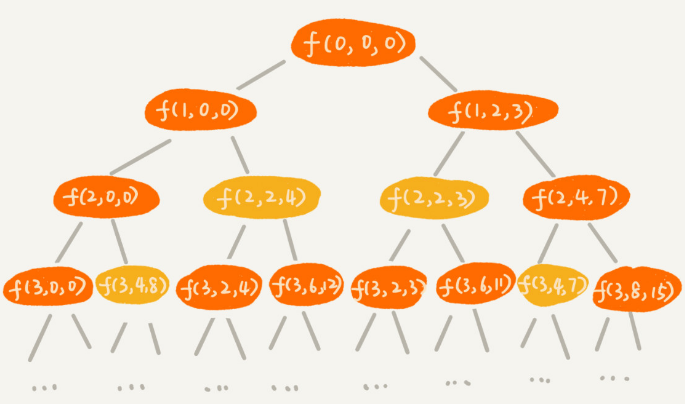 f(0, 0, 0)
f(1, 0, 0) f(1, 2, 3)
f(2, 0, 0) f(2, 2, 4) f(2, 2, 3) f(2, 4, 7)
f(3, 0, 0) f(3, 4, 8) f(3, 2, 4) f(3, 6, 12) f(3, 2, 3) f(3, 6, 11) f(3, 4, 7) f(3, 8, 15)
... ... ... ... ... ... ... ...